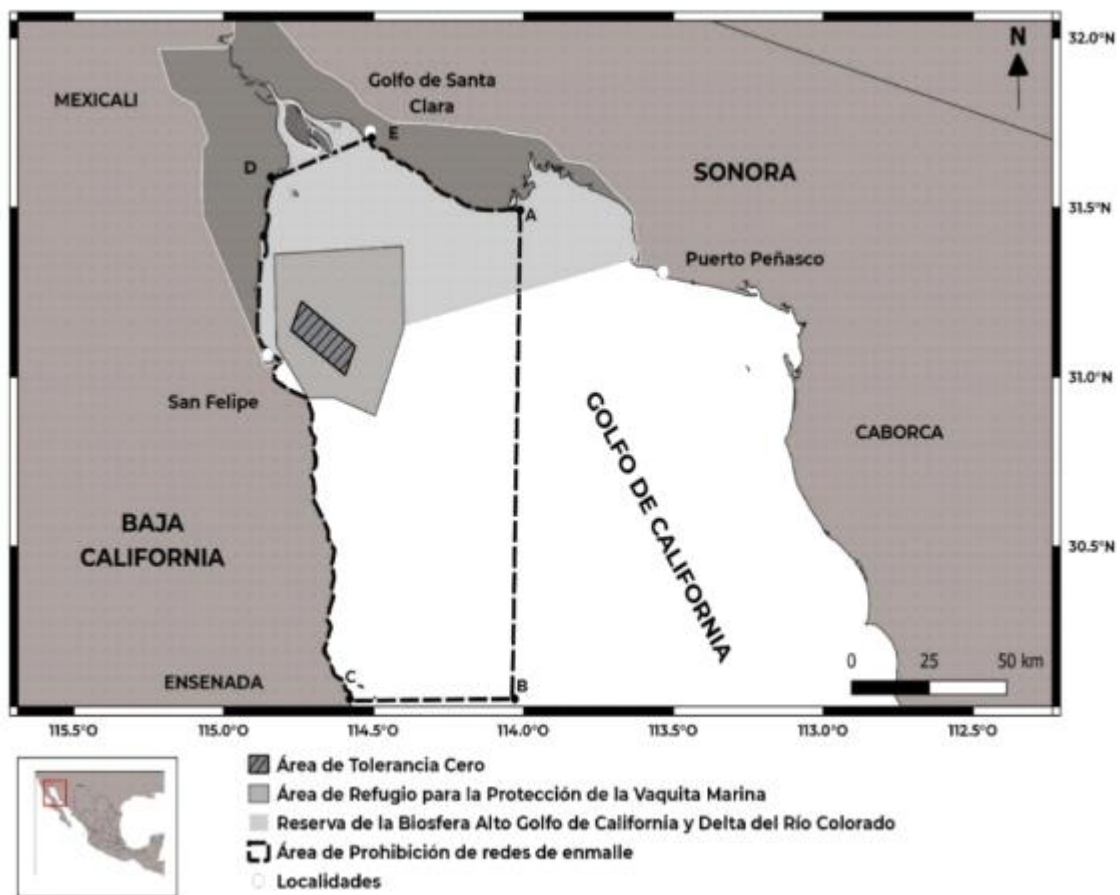 N
32.0°N
Golfo de Santa
Clara
MEXICALI
E
D
SONORA
A
31.5°N
Puerto Peñasco
31.0°N
San Felipe
GOLFO DE CALIFORNIA
CABORCA
BAJA
CALIFORNIA
30.5°N
0 25 50 km
ENSENADA
C
B
115.5°O 115.0°O 114.5°O 114.0°O 113.5°O 113.0°O 112.5°O
Área de Tolerancia Cero
Área de Refugio para la Protección de la Vaquita Marina
Reserva de la Biosfera Alto Golfo de California y Delta del Río Colorado
Área de Prohibición de redes de enmalle
Localidades